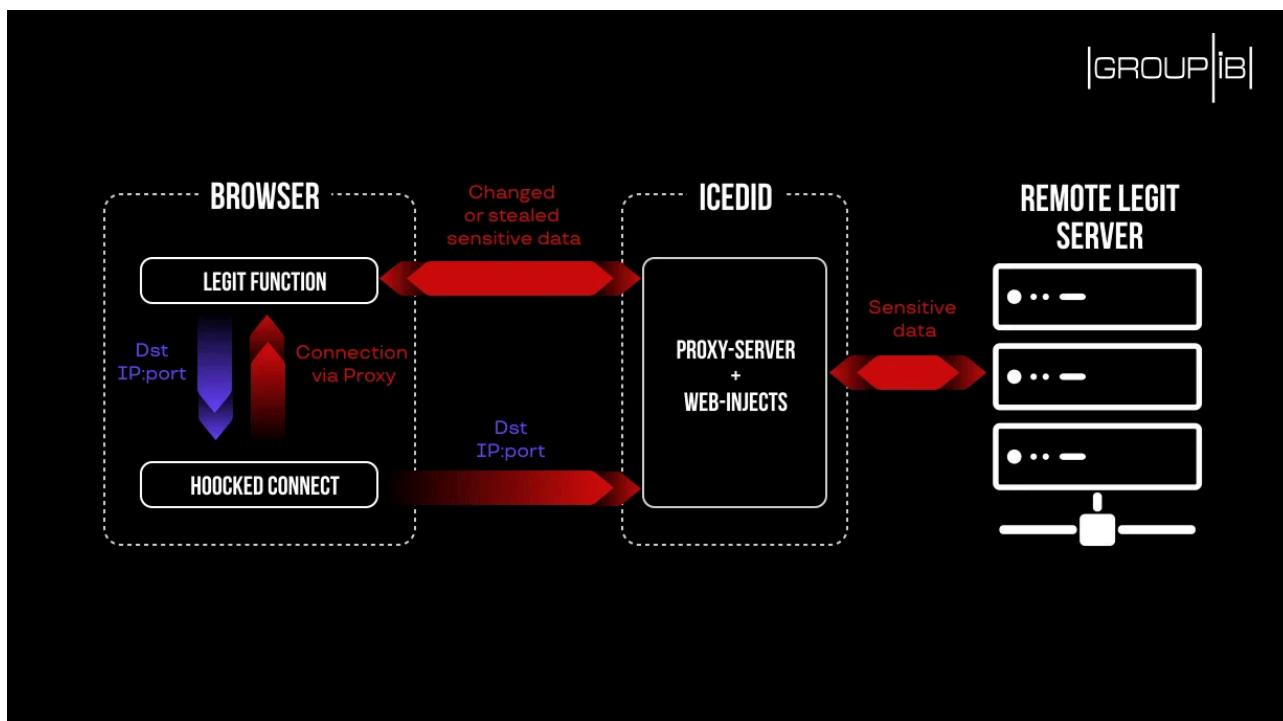 |GROUP|iB|
BROWSER
Changed
or stealed
sensitive data
ICEDID
REMOTE LEGIT
SERVER
LEGIT FUNCTION
Dst
IP:port
Connection
via Proxy
PROXY-SERVER
+
WEB-INJECTS
Sensitive
data
HOOCKED CONNECT
Dst
IP:port